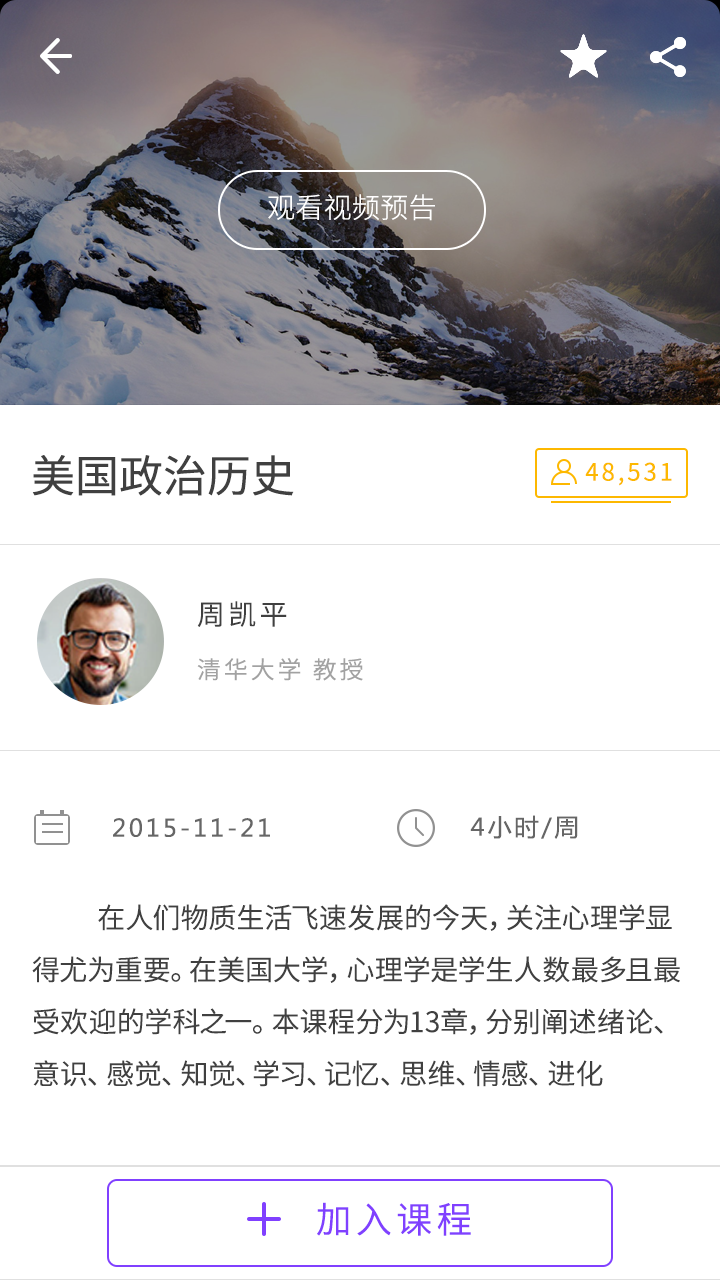 观看视频预告
美国政治历史
48,531
周凯平
清华大学 教授
2015-11-21
4小时/周
在人们物质生活飞速发展的今天，关注心理学显
得尤为重要。在美国大学，心理学是学生人数最多且最
受欢迎的学科之一。本课程分为13章，分别阐述绪论、
意识、感觉、知觉、学习、记忆、思维、情感、进化
加入课程